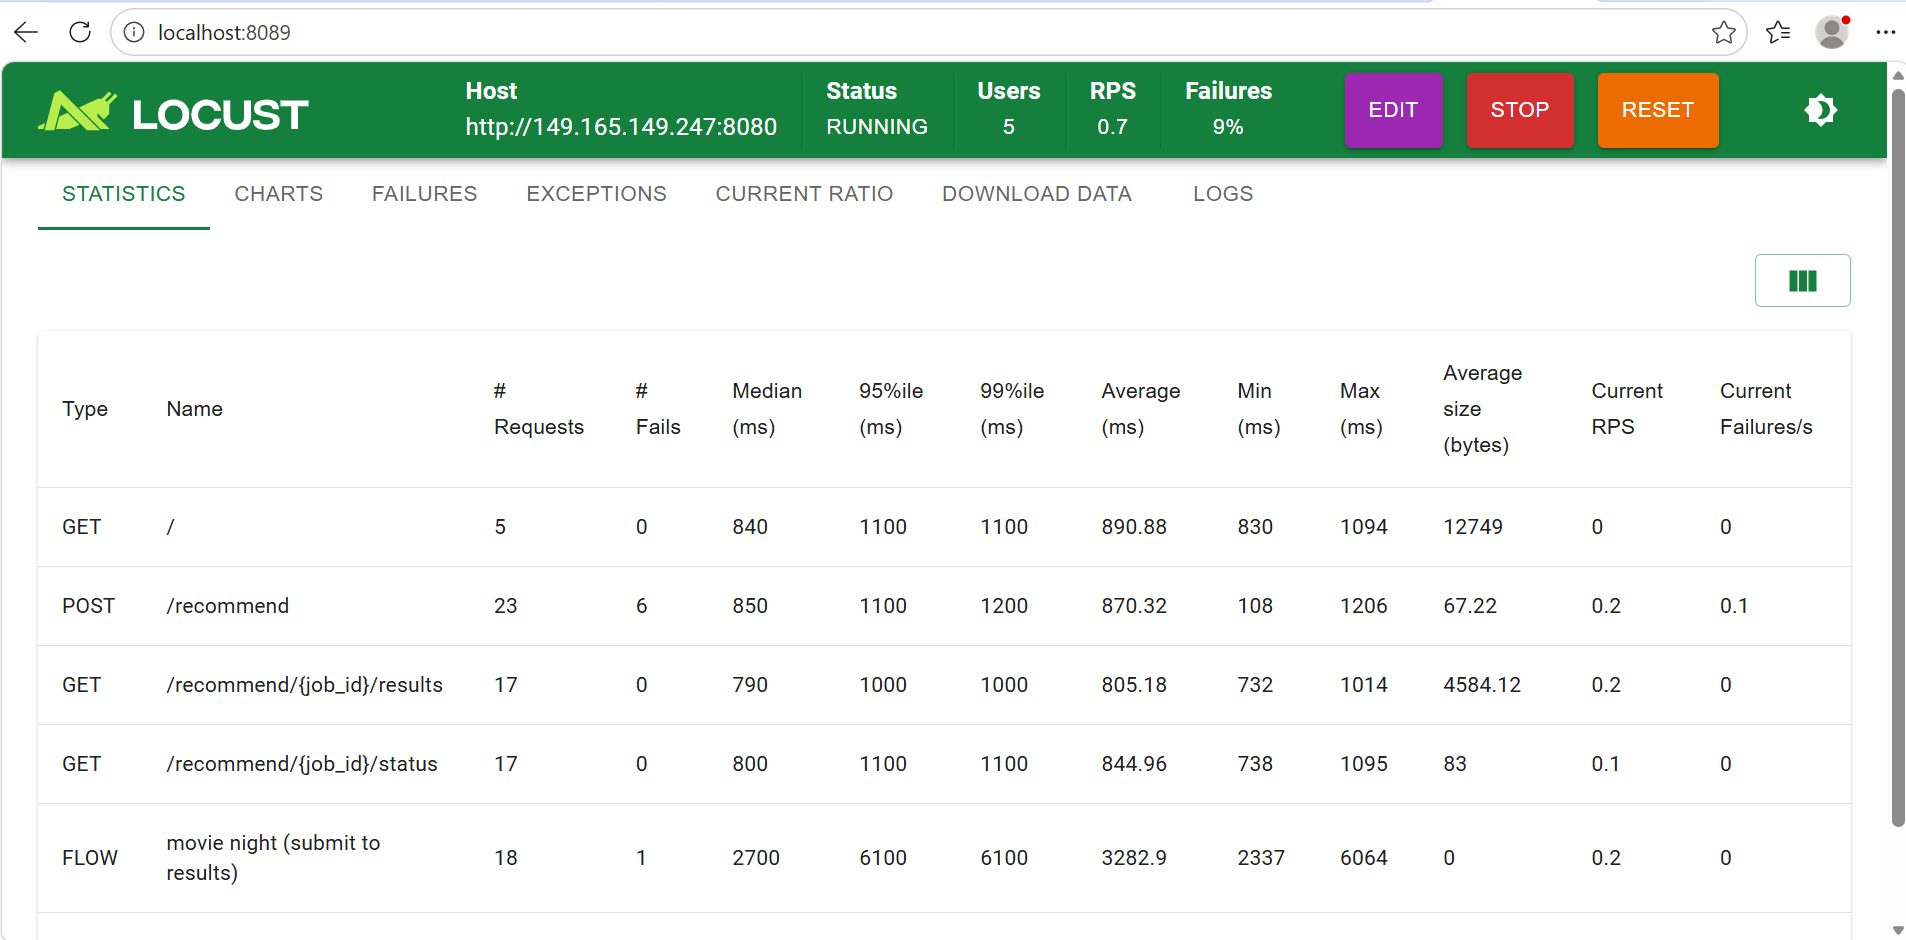 localhost:8089
LOCUST
Host
http://149.165.149.247:8080
Status
RUNNING
Users
5
RPS
0.7
Failures
9%
EDIT
STOP
RESET
STATISTICS
CHARTS
FAILURES
EXCEPTIONS
CURRENT RATIO
DOWNLOAD DATA
LOGS
Type
Name
# Requests
# Fails
Median (ms)
95%ile (ms)
99%ile (ms)
Average (ms)
Min (ms)
Max (ms)
Average size (bytes)
Current RPS
Current Failures/s
GET / 5 0 840 1100 1100 890.88 830 1094 12749 0 0
POST /recommend 23 6 850 1100 1200 870.32 108 1206 67.22 0.2 0.1
GET /recommend/{job_id}/results 17 0 790 1000 1000 805.18 732 1014 4584.12 0.2 0
GET /recommend/{job_id}/status 17 0 800 1100 1100 844.96 738 1095 83 0.1 0
FLOW movie night (submit to results) 18 1 2700 6100 6100 3282.9 2337 6064 0 0.2 0